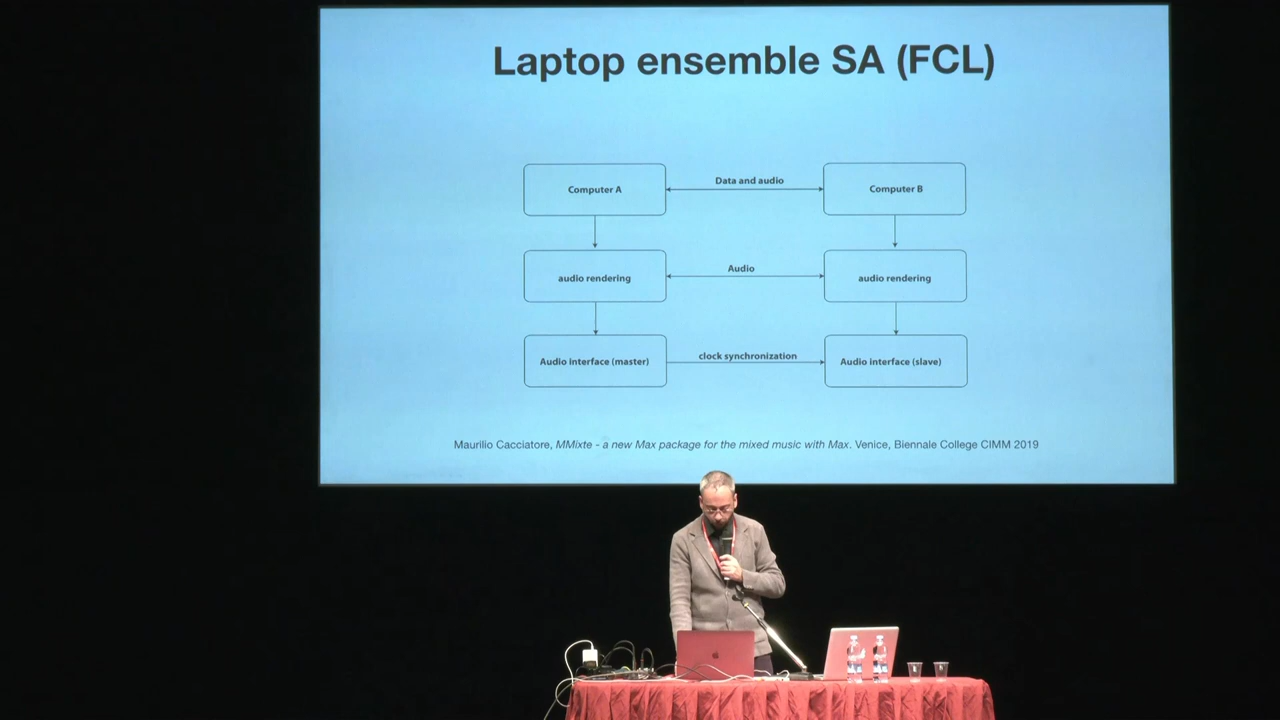 Laptop ensemble SA (FCL)
Computer A
Data and audio
Computer B
audio rendering
Audio
audio rendering
Audio interface (master)
clock synchronization
Audio interface (slave)
Maurilio Cacciatore, MMixte - a new Max package for the mixed music with Max. Venice, Biennale College CIMM 2019